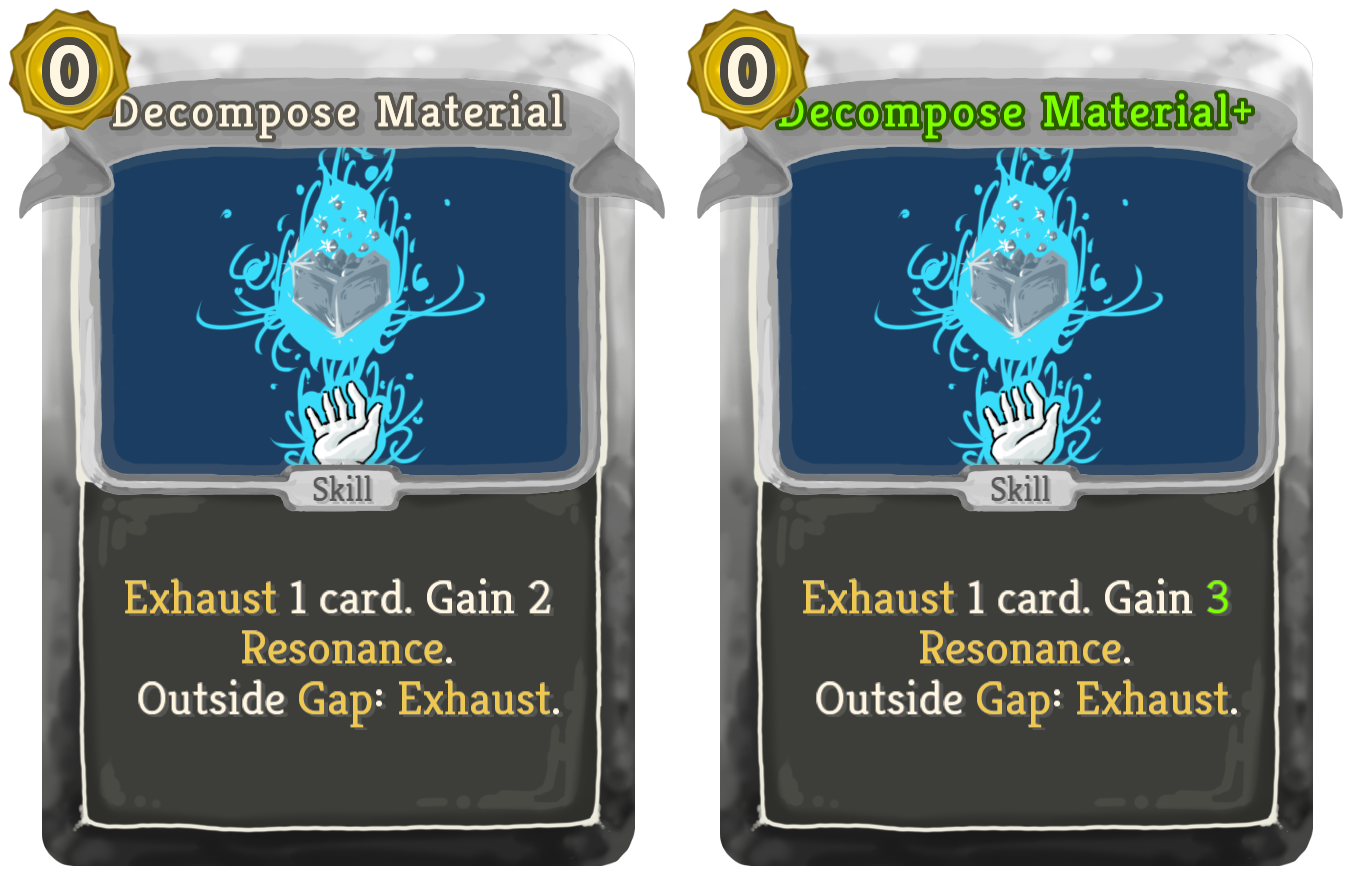 0
Decompose Material
Skill
Exhaust 1 card. Gain 2
Resonance.
Outside Gap: Exhaust.
0
Decompose Material+
Skill
Exhaust 1 card. Gain 3
Resonance.
Outside Gap: Exhaust.